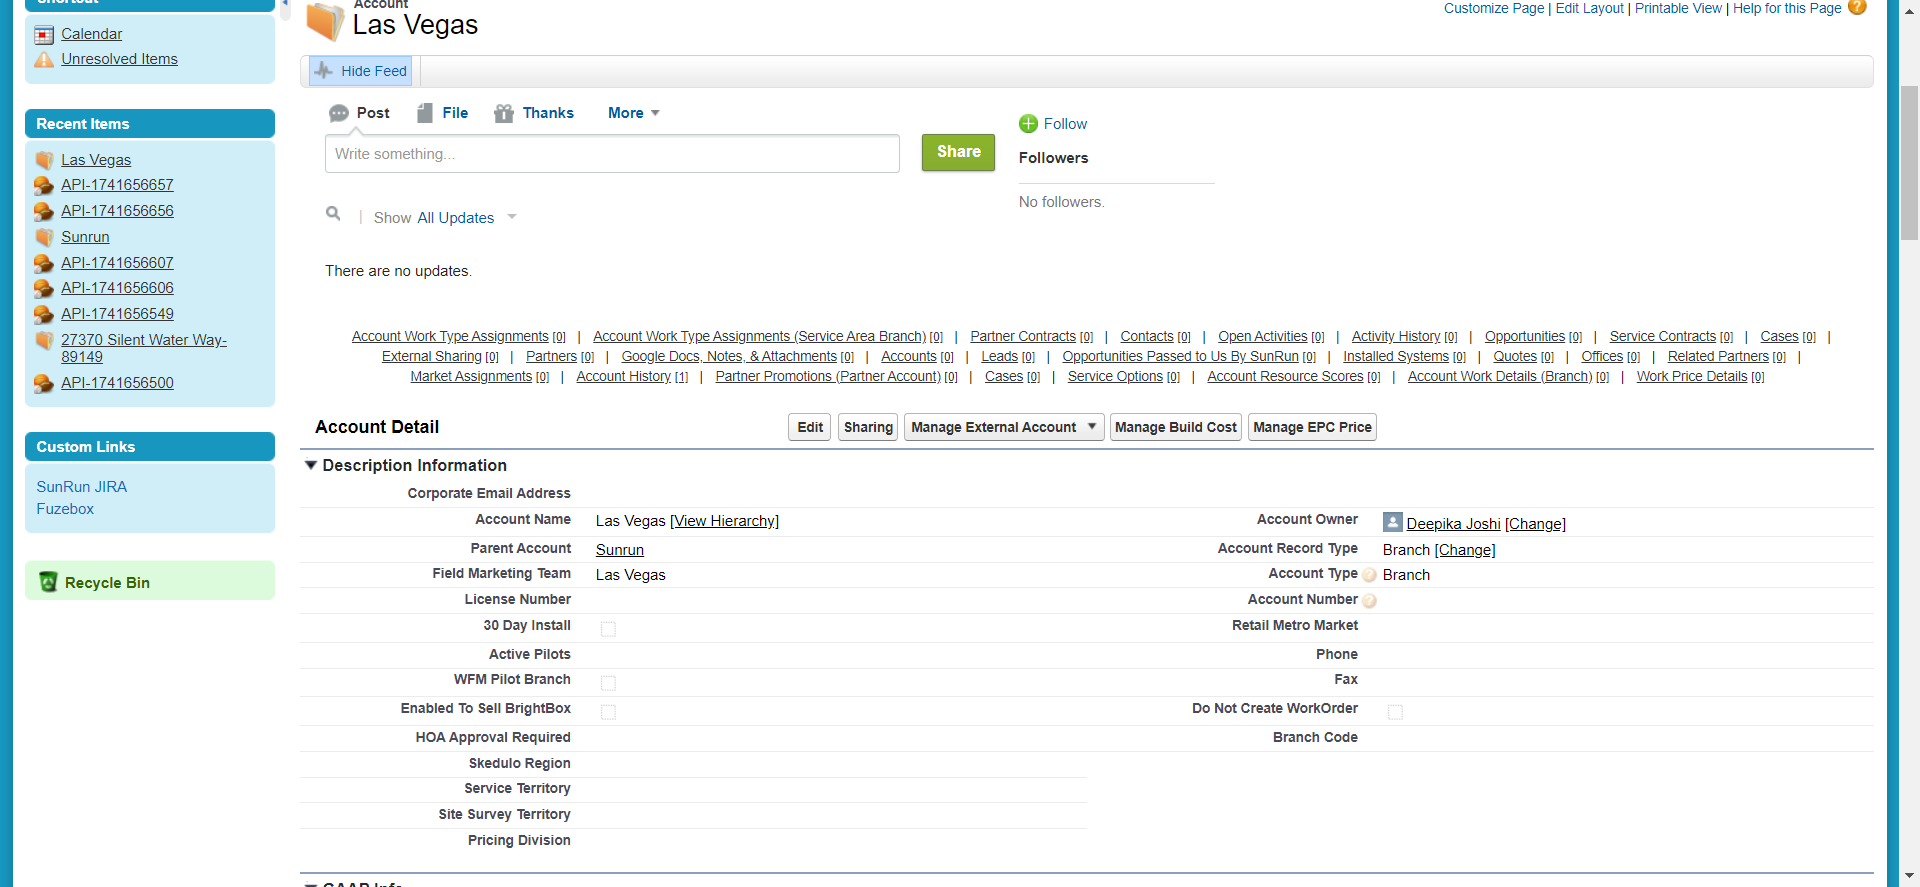 Shortcut
Calendar
Unresolved Items
Recent Items
Las Vegas
API-1741656657
API-1741656656
Sunrun
API-1741656607
API-1741656606
API-1741656549
27370 Silent Water Way-
89149
API-1741656500
Custom Links
SunRun JIRA
Fuzebox
Recycle Bin
Account
Las Vegas
Customize Page | Edit Layout | Printable View | Help for this Page ?
Hide Feed
Post File Thanks More
Write something... Share
Follow
Followers
No followers.
| Show All Updates
There are no updates.
Account Work Type Assignments [0] | Account Work Type Assignments (Service Area Branch) [0] | Partner Contracts [0] | Contacts [0] | Open Activities [0] | Activity History [0] | Opportunities [0] | Service Contracts [0] | Cases [0] |
External Sharing [0] | Partners [0] | Google Docs, Notes, & Attachments [0] | Accounts [0] | Leads [0] | Opportunities Passed to Us By SunRun [0] | Installed Systems [0] | Quotes [0] | Offices [0] | Related Partners [0] |
Market Assignments [0] | Account History [1] | Partner Promotions (Partner Account) [0] | Cases [0] | Service Options [0] | Account Resource Scores [0] | Account Work Details (Branch) [0] | Work Price Details [0]
Account Detail Edit Sharing Manage External Account Manage Build Cost Manage EPC Price
Description Information
Corporate Email Address
Account Name Las Vegas [View Hierarchy] Account Owner Deepika Joshi [Change]
Parent Account Sunrun Account Record Type Branch [Change]
Field Marketing Team Las Vegas Account Type ? Branch
License Number Account Number ?
30 Day Install Retail Metro Market
Active Pilots Phone
WFM Pilot Branch Fax
Enabled To Sell BrightBox Do Not Create WorkOrder
HOA Approval Required Branch Code
Skedulo Region
Service Territory
Site Survey Territory
Pricing Division
GAAP Info